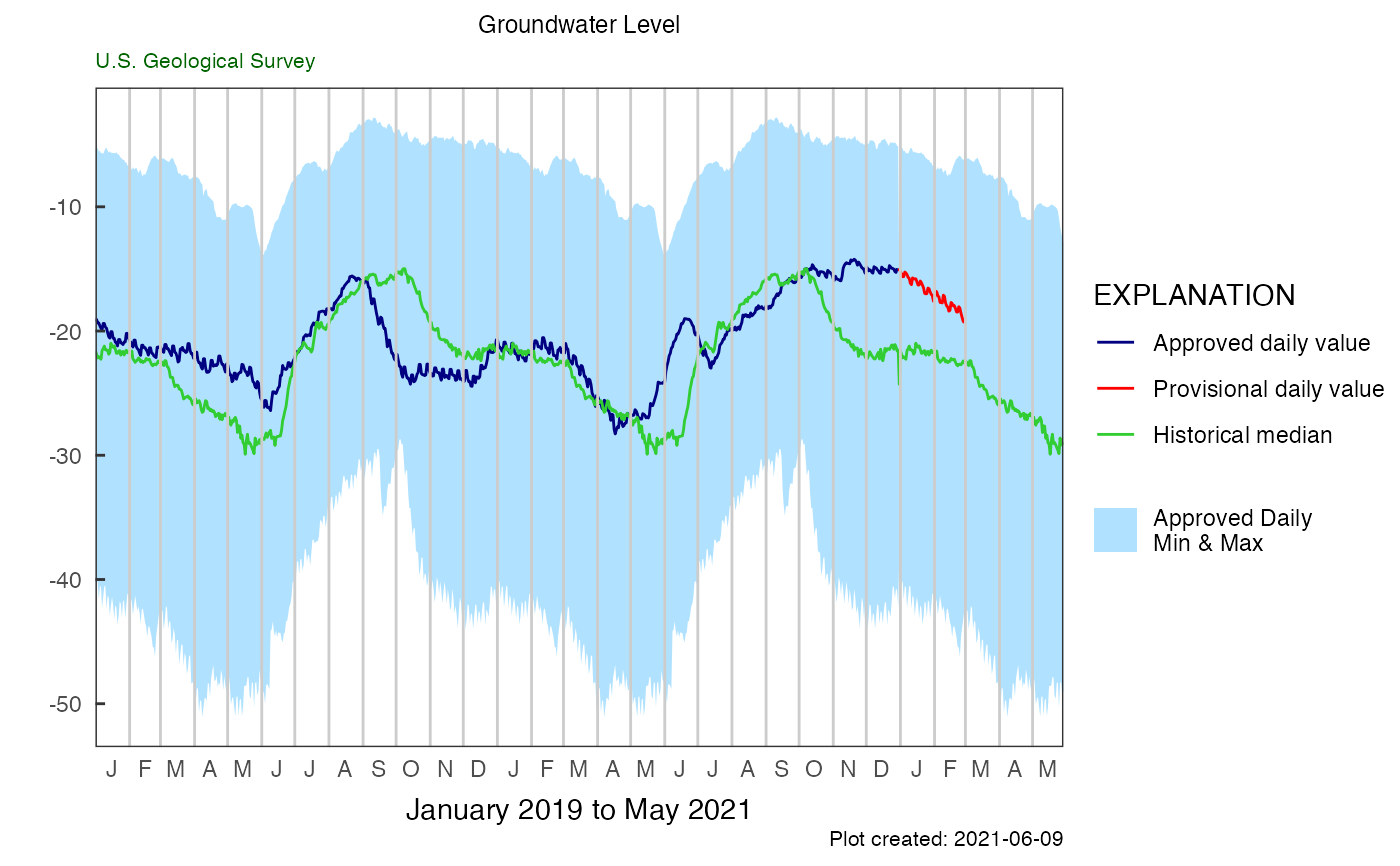 Groundwater Level
U.S. Geological Survey
-10
-20
-30
-40
-50
J F M A M J J A S O N D J F M A M J J A S O N D J F M A M
January 2019 to May 2021
Plot created: 2021-06-09
EXPLANATION
Approved daily value
Provisional daily value
Historical median
Approved Daily
Min & Max